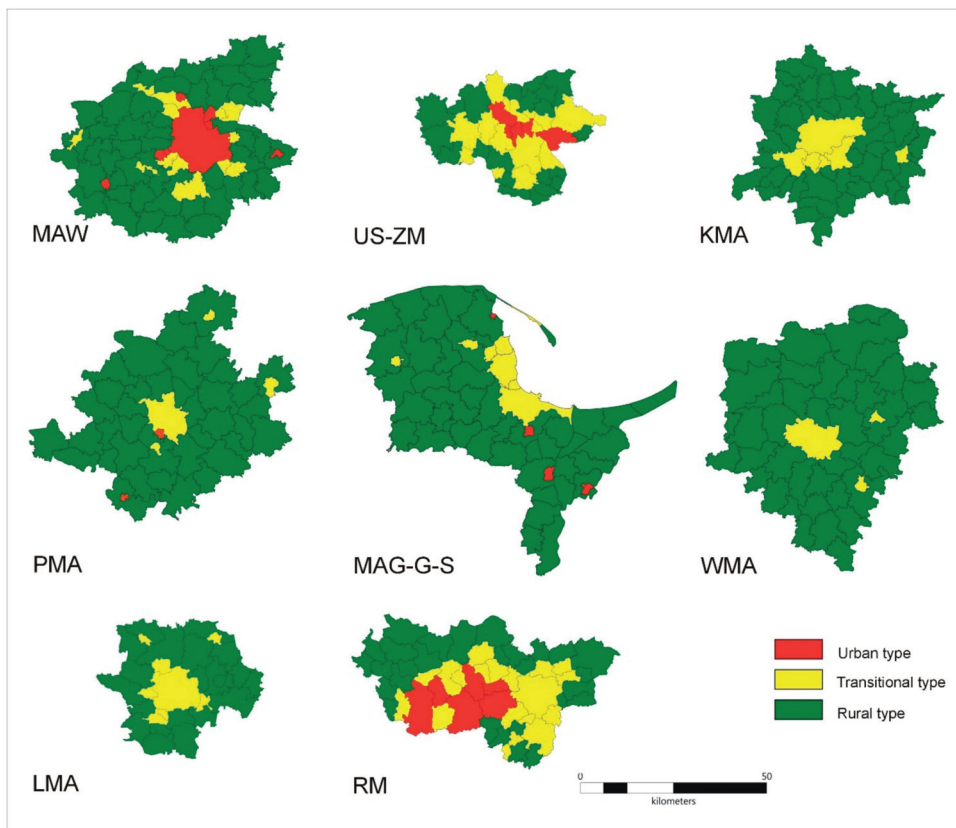 MAW
US-ZM
KMA
PMA
MAG-G-S
WMA
LMA
RM
Urban type
Transitional type
Rural type
0 50
kilometers